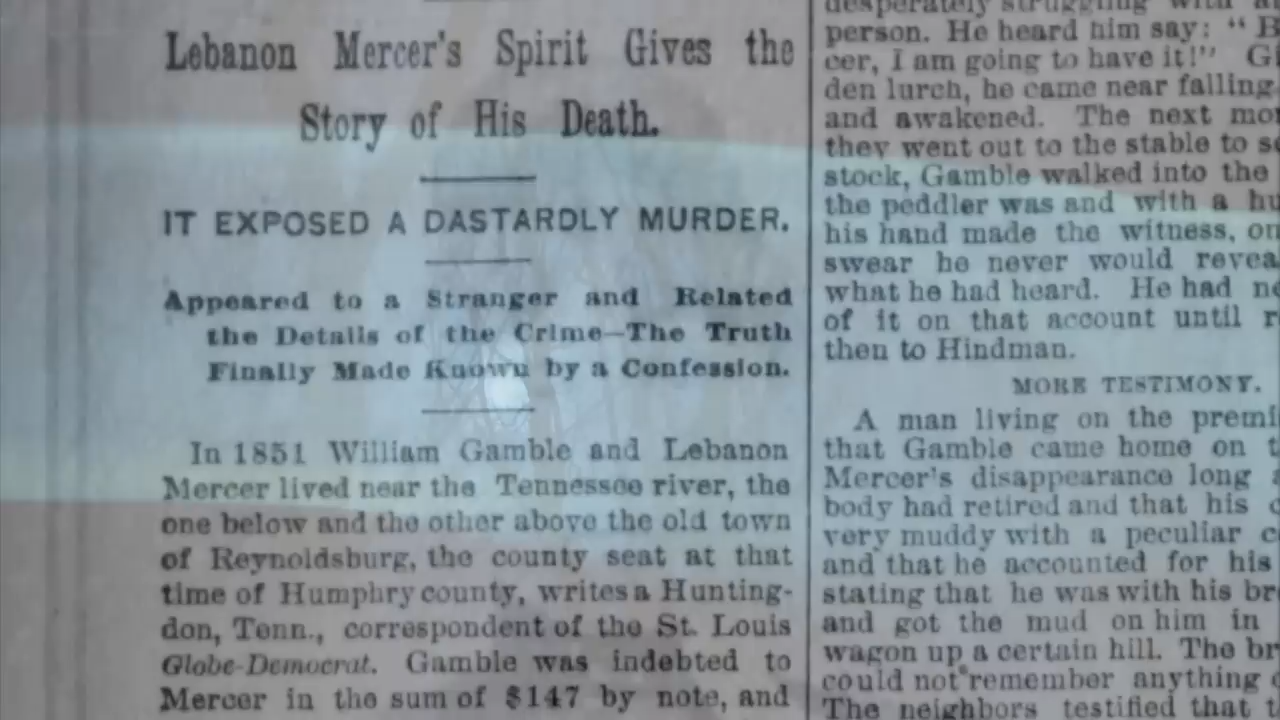 Lebanon Mercer's Spirit Gives the
Story of His Death.
IT EXPOSED A DASTARDLY MURDER.
Appeared to a Stranger and Related
the Details of the Crime—The Truth
Finally Made Known by a Confession.
In 1851 William Gamble and Lebanon
Mercer lived near the Tennessee river, the
one below and the other above the old town
of Reynoldsburg, the county seat at that
time of Humphry county, writes a Hunting-
don, Tenn., correspondent of the St. Louis
Globe-Democrat. Gamble was indebted to
Mercer in the sum of $147 by note, and
desperately struggling with
person. He heard him say: "
cer, I am going to have it!"
den lurch, he came near falling
and awakened. The next
they went out to the stable to
stock, Gamble walked into the
the peddler was and with a
his hand made the witness,
swear he never would
what he had heard. He had
of it on that account until
then to Hindman.
MORE TESTIMONY.
A man living on the
that Gamble came home on
Mercer's disappearance long
body had retired and that his
very muddy with a peculiar
and that he accounted for his
stating that he was with his
and got the mud on him in
wagon up a certain hill. The
could not remember anything
The neighbors testified that